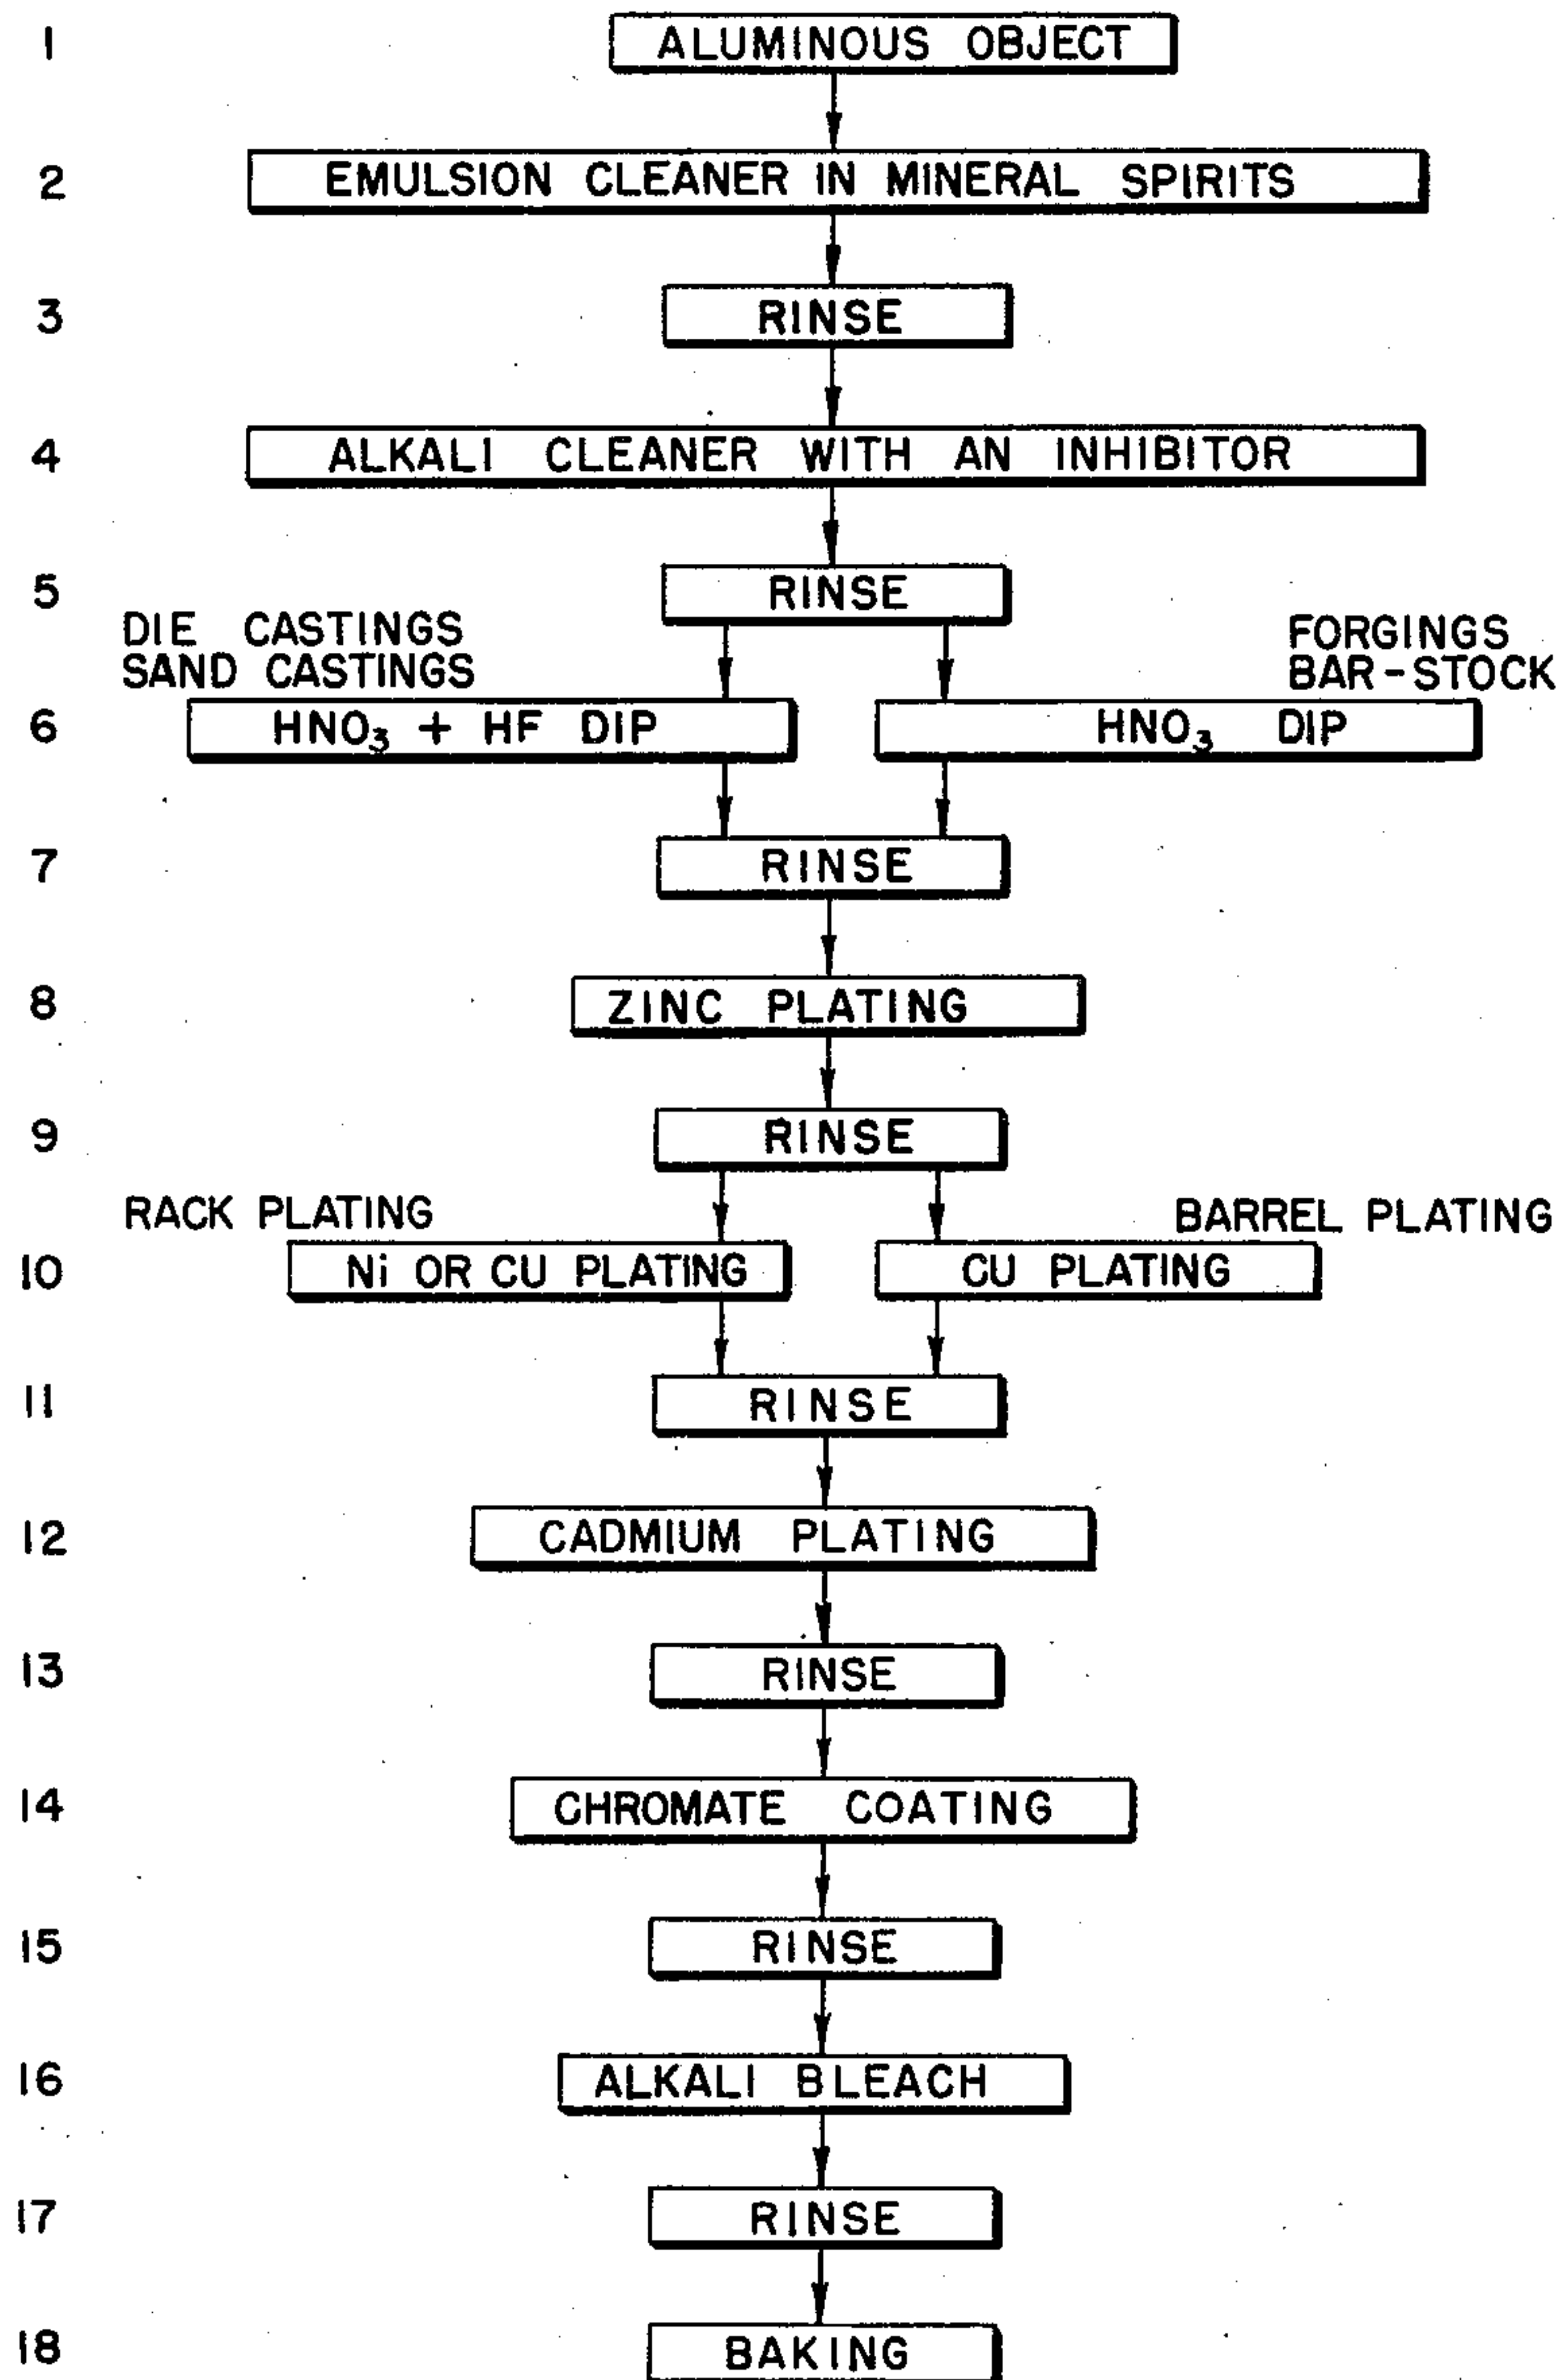 1 ALUMINOUS OBJECT
2 EMULSION CLEANER IN MINERAL SPIRITS
3 RINSE
4 ALKALI CLEANER WITH AN INHIBITOR
5 RINSE
DIE CASTINGS
SAND CASTINGS
FORGINGS
BAR-STOCK
6 HNO₃ + HF DIP HNO₃ DIP
7 RINSE
8 ZINC PLATING
9 RINSE
RACK PLATING BARREL PLATING
10 Ni OR CU PLATING CU PLATING
11 RINSE
12 CADMIUM PLATING
13 RINSE
14 CHROMATE COATING
15 RINSE
16 ALKALI BLEACH
17 RINSE
18 BAKING